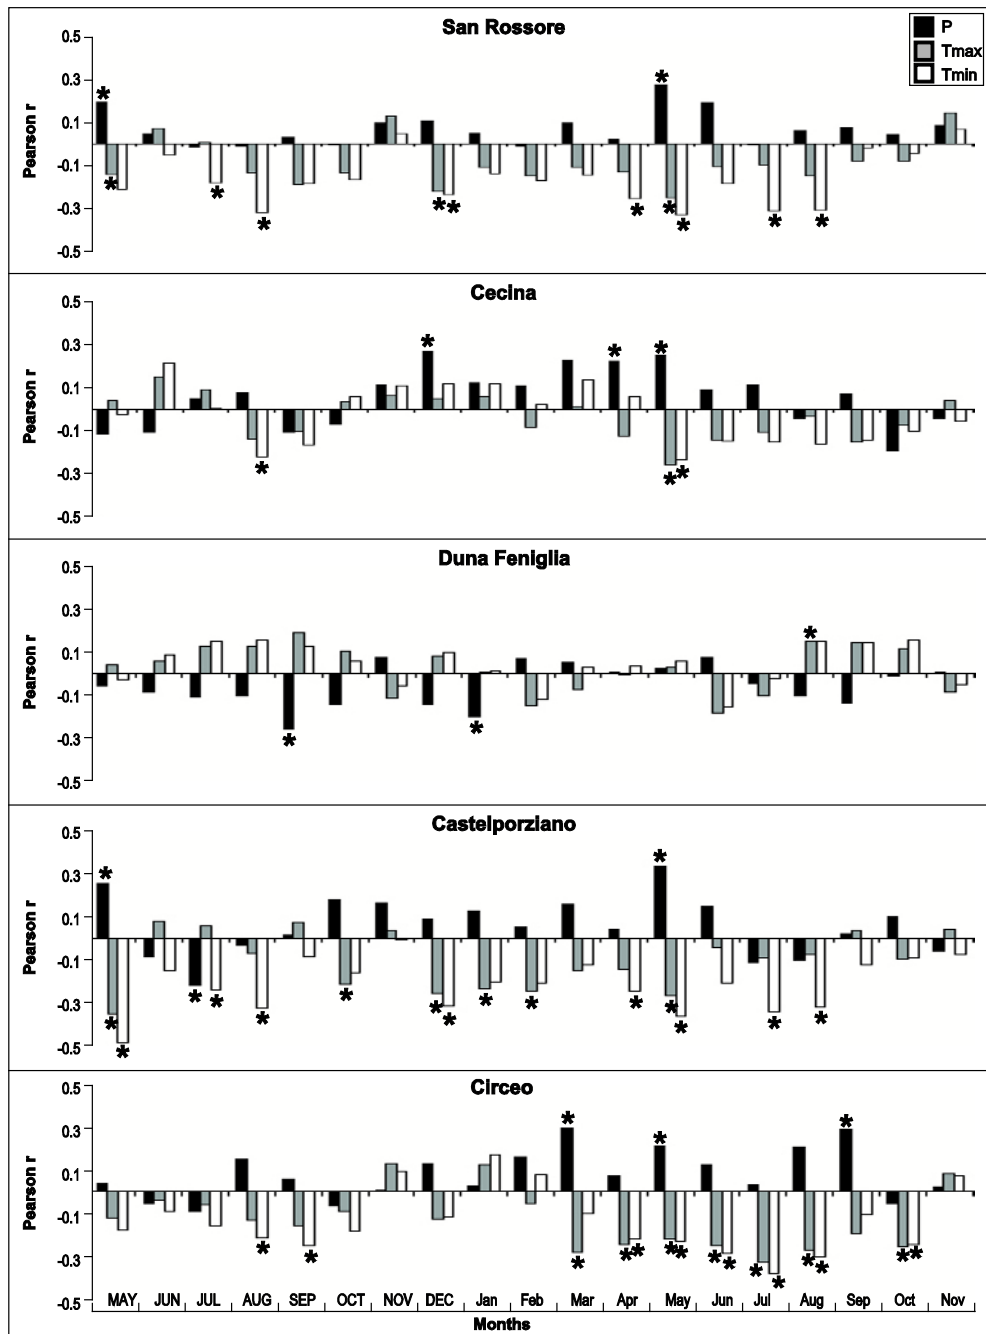 San Rossore
P
Tmax
Tmin
0.5
0.3
0.1
-0.1
-0.3
-0.5
Pearson r
* * * * * * * * * * * *
Cecina
0.5
0.3
0.1
-0.1
-0.3
-0.5
Pearson r
* * * * * *
Duna Feniglia
0.5
0.3
0.1
-0.1
-0.3
-0.5
Pearson r
* * *
Castelporziano
0.5
0.3
0.1
-0.1
-0.3
-0.5
Pearson r
* * * * * * * * * * * * * * * * *
Circeo
0.5
0.3
0.1
-0.1
-0.3
-0.5
Pearson r
* * * * * * * * * * * * * * * * * *
MAY JUN JUL AUG SEP OCT NOV DEC Jan Feb Mar Apr May Jun Jul Aug Sep Oct Nov
Months